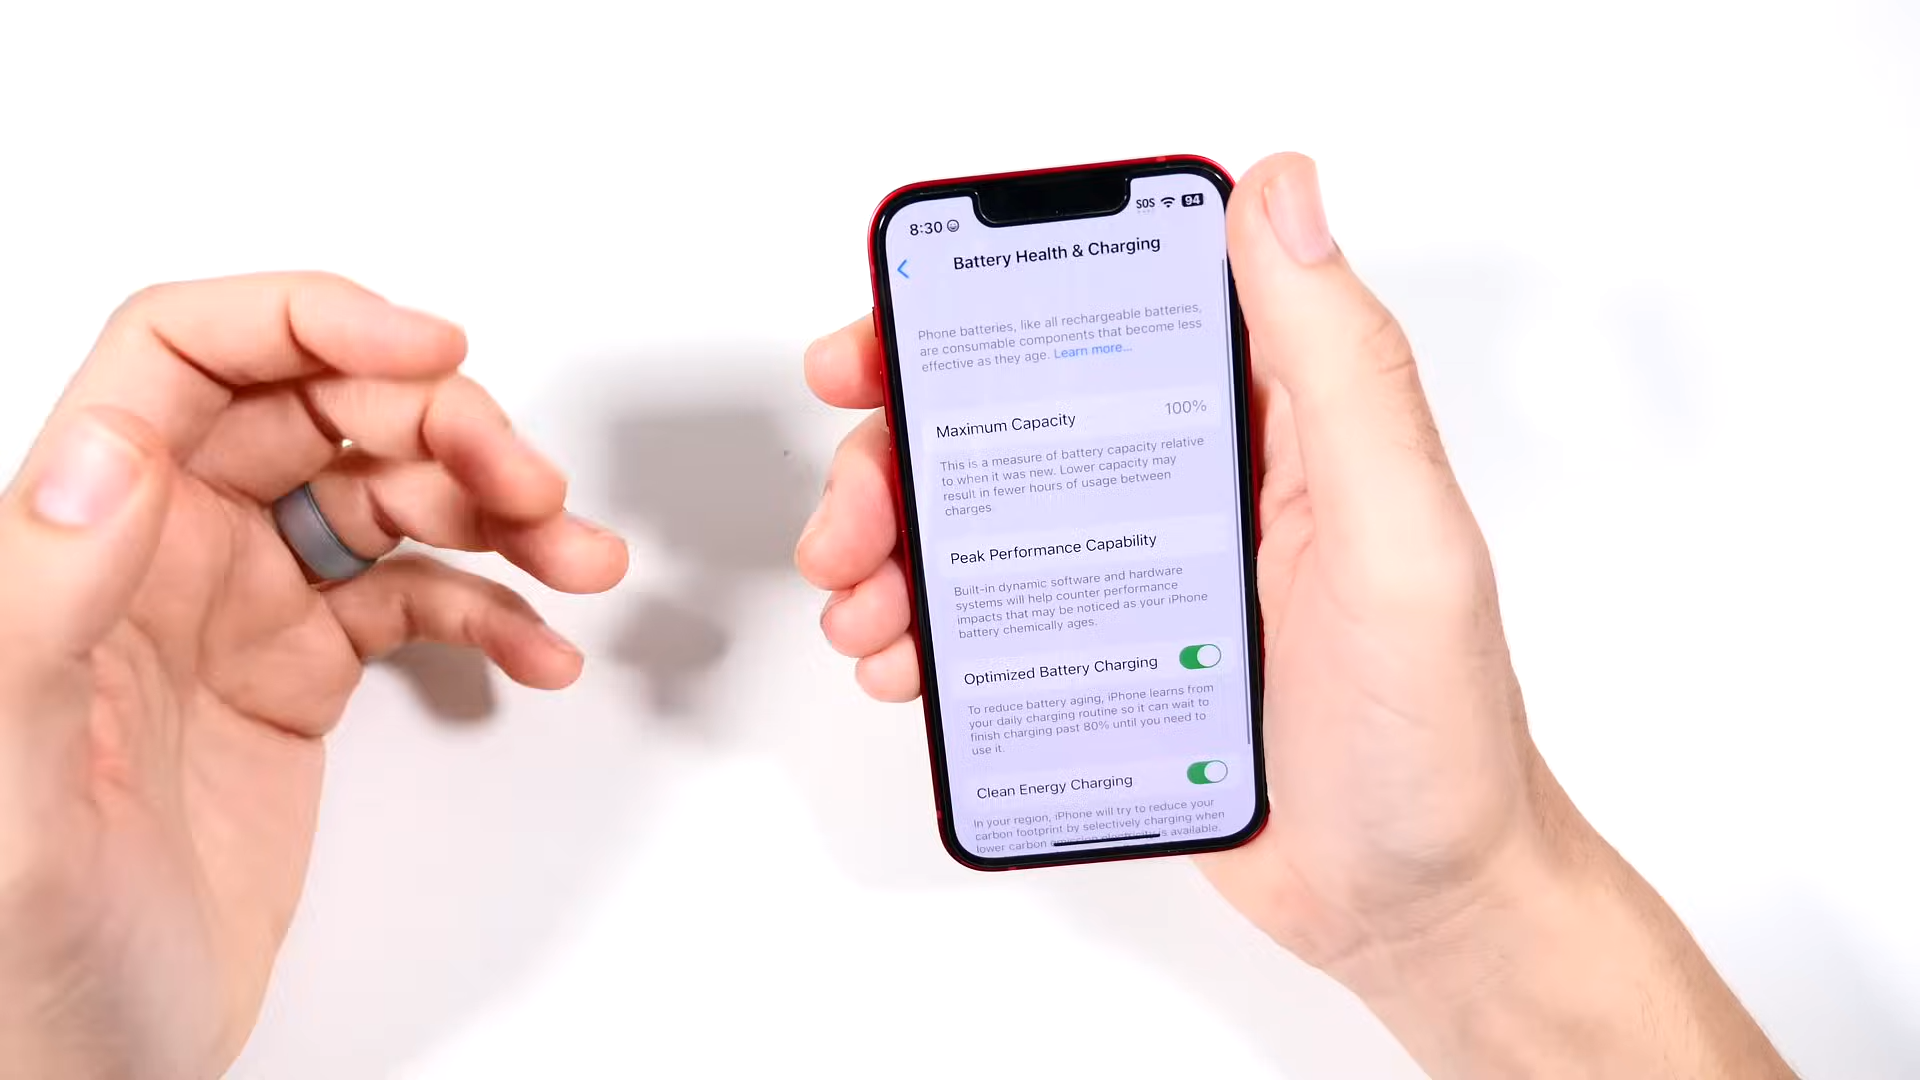 8:30
SOS 94
Battery Health & Charging
Phone batteries, like all rechargeable batteries,
are consumable components that become less
effective as they age. Learn more...
Maximum Capacity 100%
This is a measure of battery capacity relative
to when it was new. Lower capacity may
result in fewer hours of usage between
charges
Peak Performance Capability
Built-in dynamic software and hardware
systems will help counter performance
impacts that may be noticed as your iPhone
battery chemically ages.
Optimized Battery Charging
To reduce battery aging, iPhone learns from
your daily charging routine so it can wait to
finish charging past 80% until you need to
use it.
Clean Energy Charging
In your region, iPhone will try to reduce your
carbon footprint by selectively charging when
lower carbon emission electricity is available.